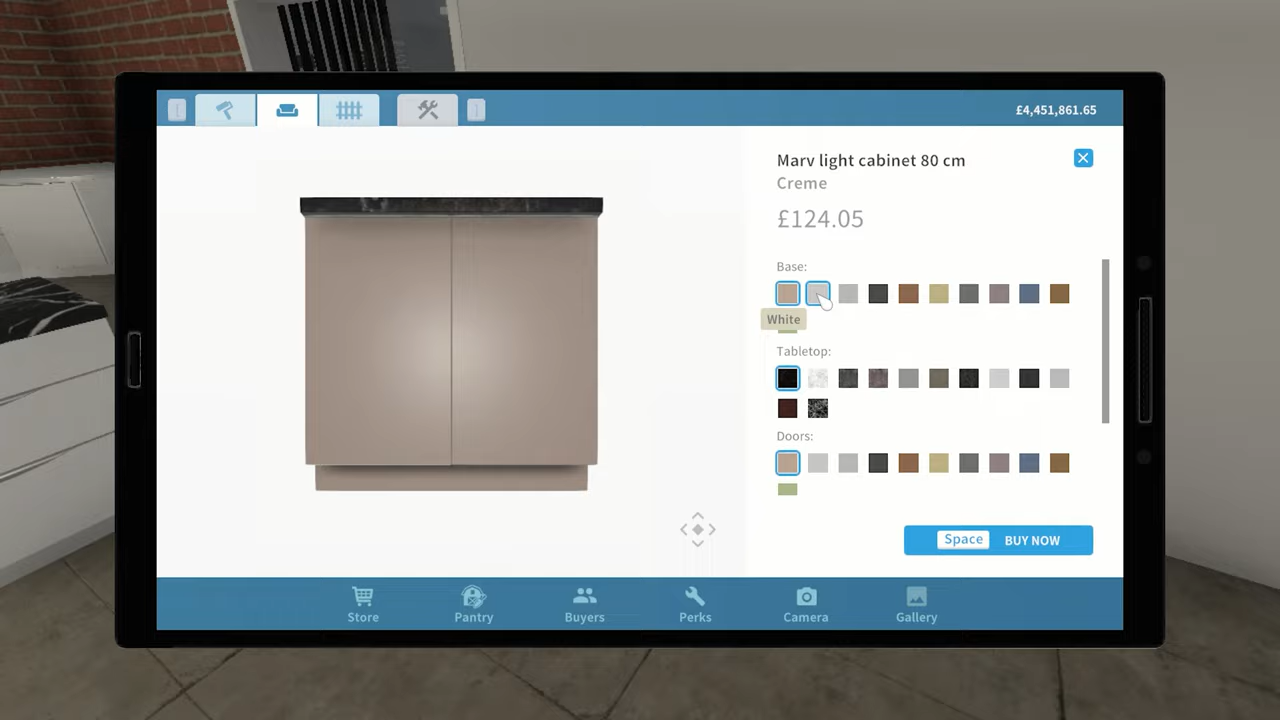 £4,451,861.65
Marv light cabinet 80 cm
Creme
£124.05
Base:
White
Tabletop:
Doors:
Space BUY NOW
Store Pantry Buyers Perks Camera Gallery